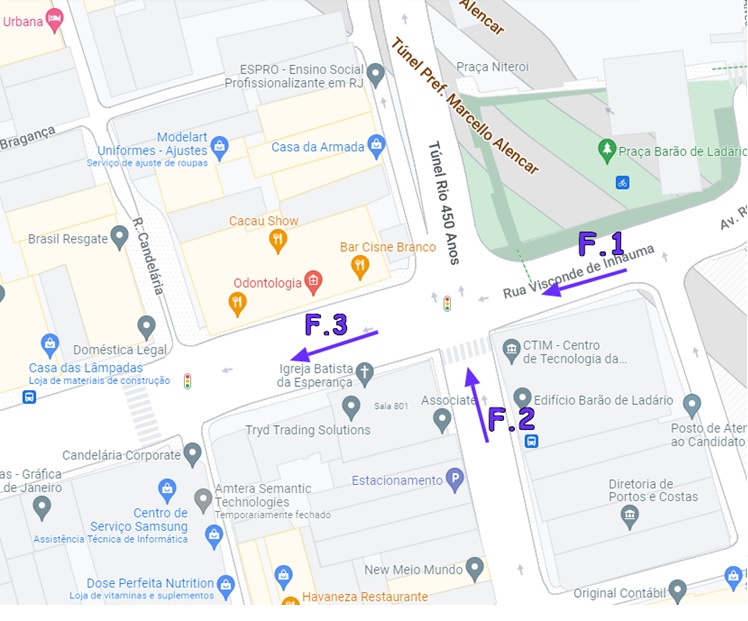 Urbana
Alencar
Túnel Pref. Marcello Alencar
Praça Niterói
ESPRO - Ensino Social
Profissionalizante em RJ
Bragança
Modelart
Uniformes - Ajustes
Serviço de ajuste de roupas
Casa da Armada
Túnel Rio 450 Anos
Praça Barão de Ladário
Cacau Show
Brasil Resgate
R. Candelária
Bar Cisne Branco
Odontologia
F.1
Av. R
Rua Visconde de Inhaúma
F.3
Doméstica Legal
Casa das Lâmpadas
Loja de materiais de construção
Igreja Batista
da Esperança
CTIM - Centro
de Tecnologia da...
Sala 801
Associate
Edifício Barão de Ladário
F.2
Tryd Trading Solutions
Posto de Aten
ao Candidato
Candelária Corporate
as - Gráfica
de Janeiro
Estacionamento
Amtera Semantic
Technologies
Temporariamente fechado
Diretoria de
Portos e Costas
Centro de
Serviço Samsung
Assistência Técnica de Informática
New Meio Mundo
Dose Perfeita Nutrition
Loja de vitaminas e suplementos
Havaneza Restaurante
Original Contábil